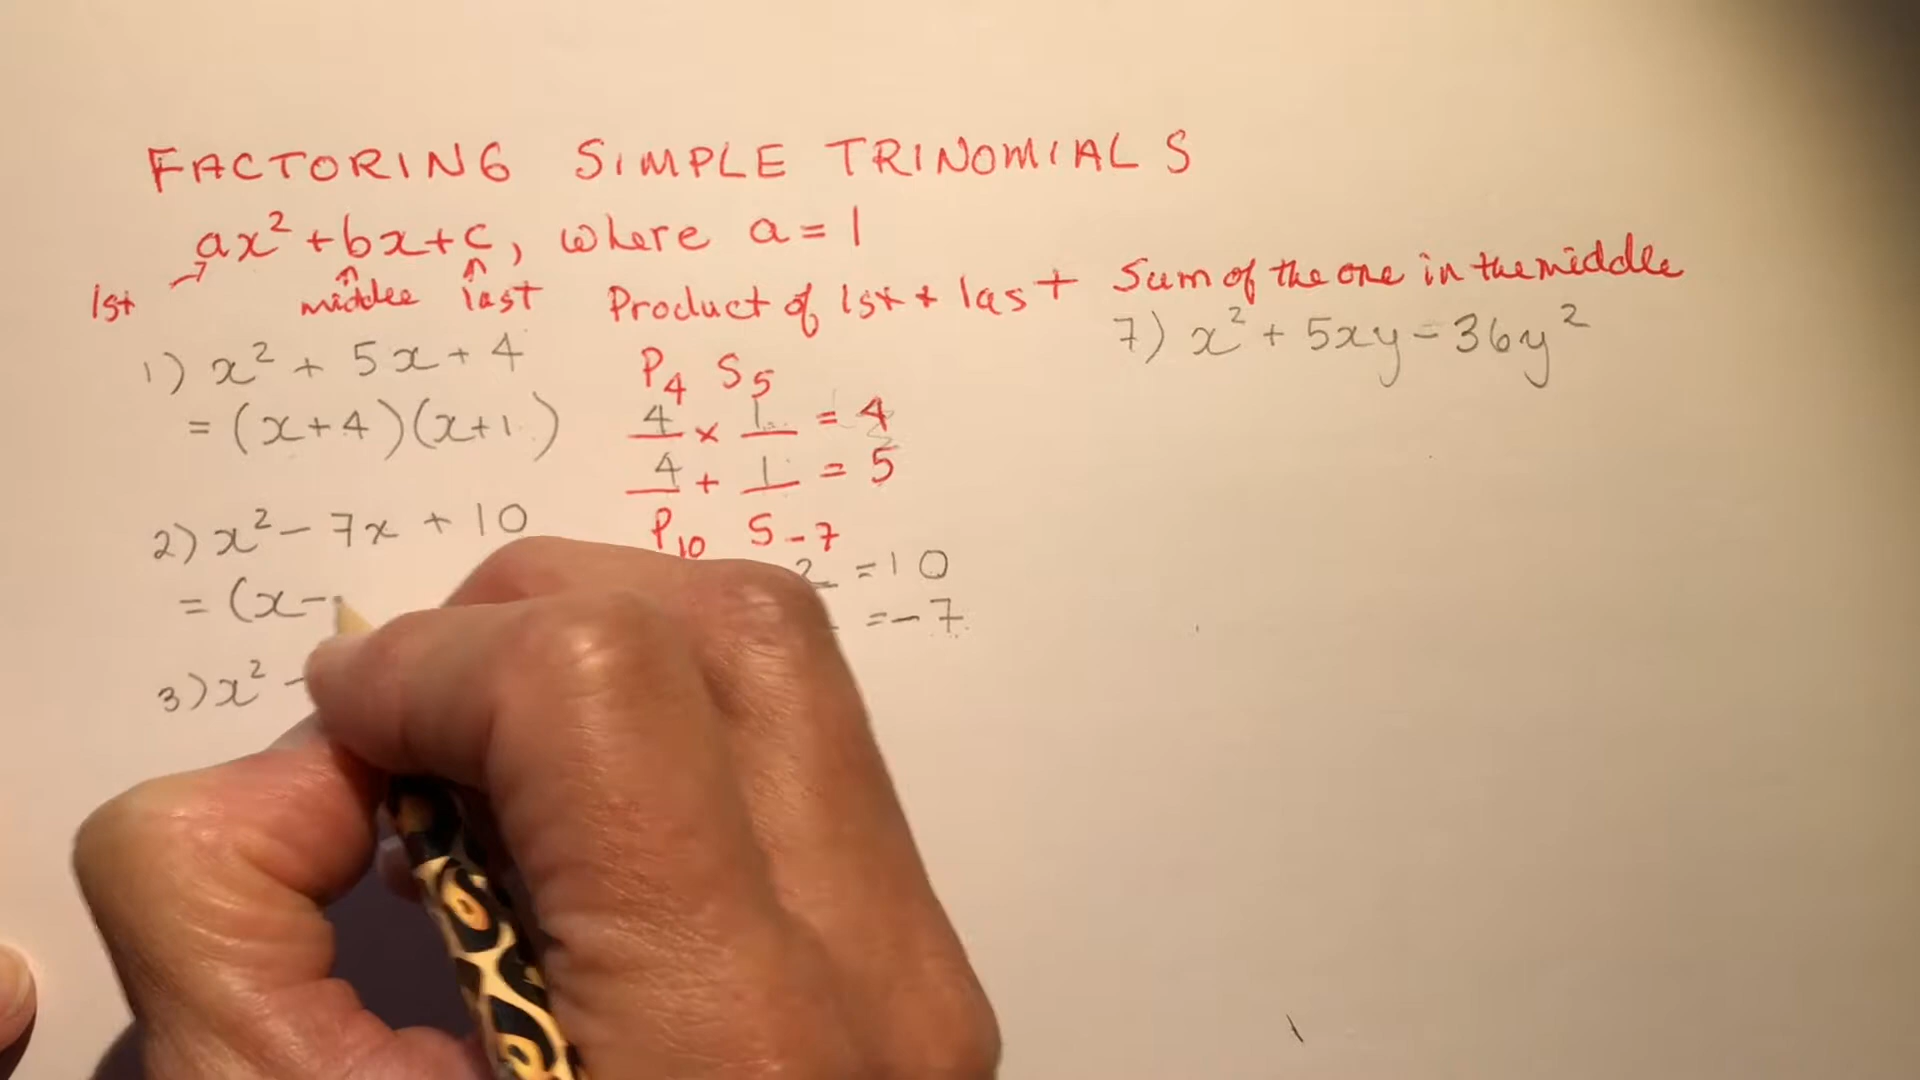 FACTORING SIMPLE TRINOMIALS
ax² + bx + c, where a = 1
1st middle last Product of 1st + last + Sum of the one in the middle
1) x² + 5x + 4
= (x+4)(x+1)
P4 S5
4 × 1 = 4
4 + 1 = 5
2) x² - 7x + 10
= (x -
P10 S-7
2 = 10
= -7
3) x² -
7) x² + 5xy - 36y²